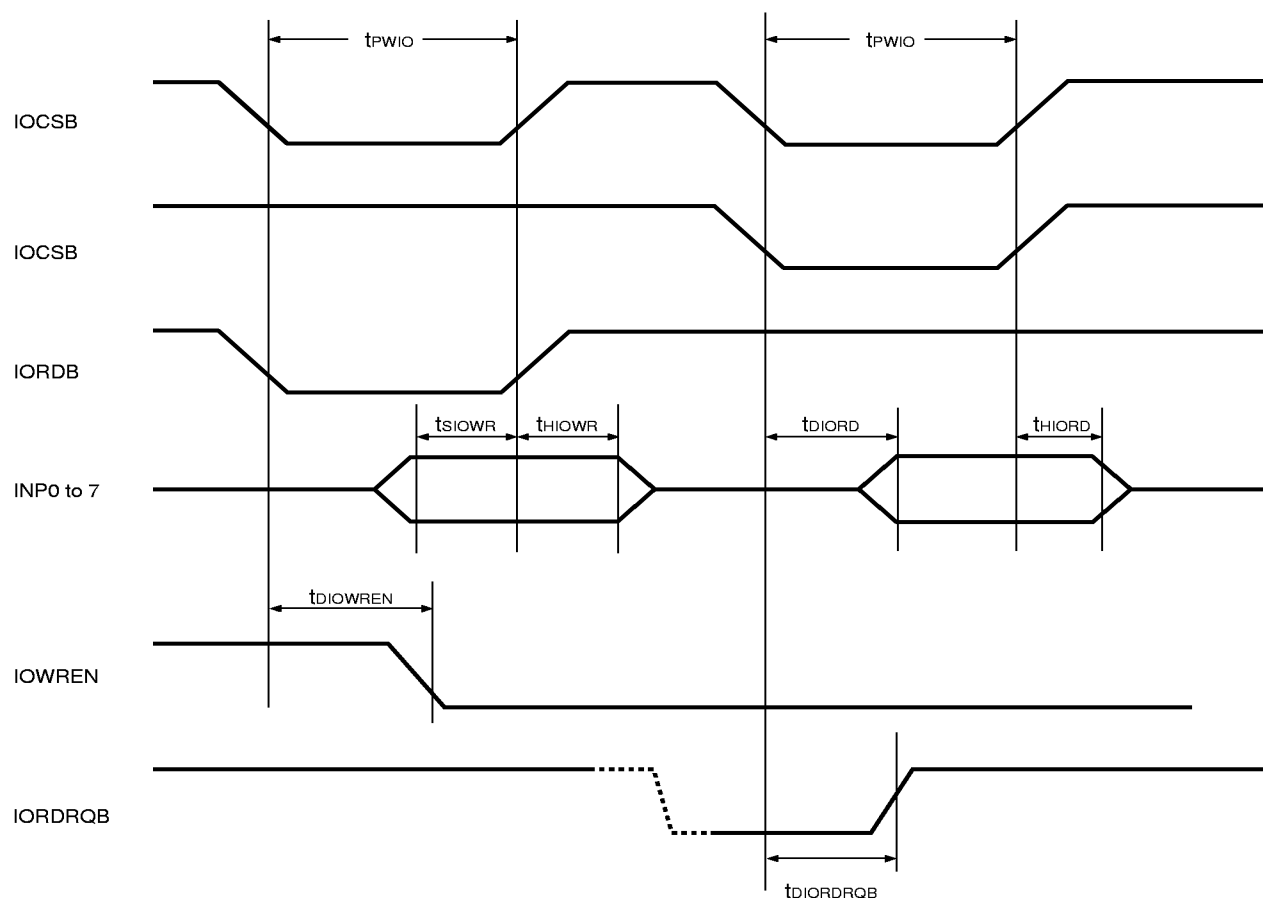 tPWIO tPWIO
IOCSB
IOCSB
IORDB
tSIOWR tHIOWR tDIORD tHIORD
INP0 to 7
tDIOWREN
IOWREN
IORDRQB
tDIORDRQB